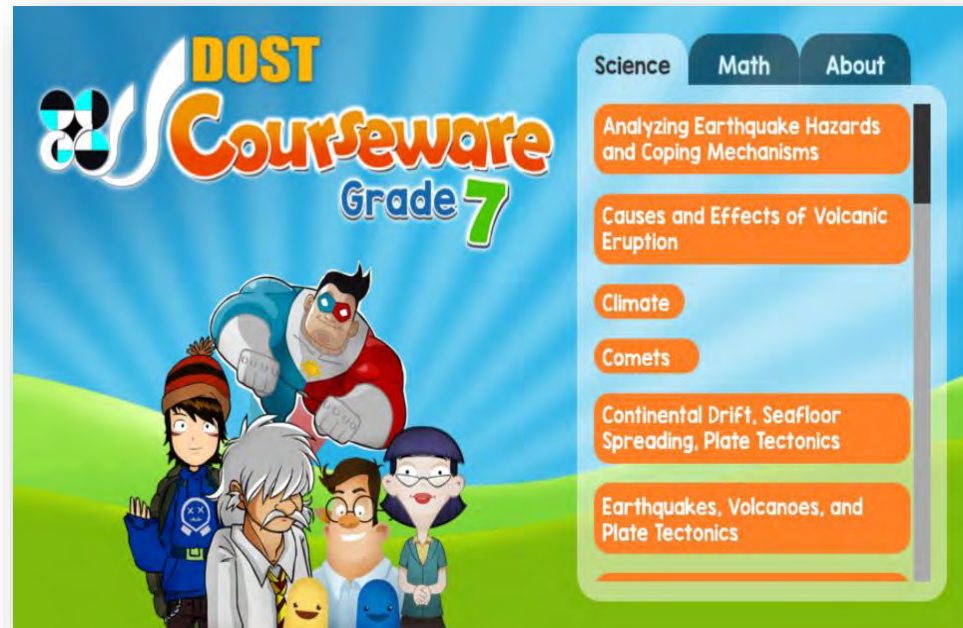 DOST
Courseware
Grade 7
Science
Math
About
Analyzing Earthquake Hazards
and Coping Mechanisms
Causes and Effects of Volcanic
Eruption
Climate
Comets
Continental Drift, Seafloor
Spreading, Plate Tectonics
Earthquakes, Volcanoes, and
Plate Tectonics